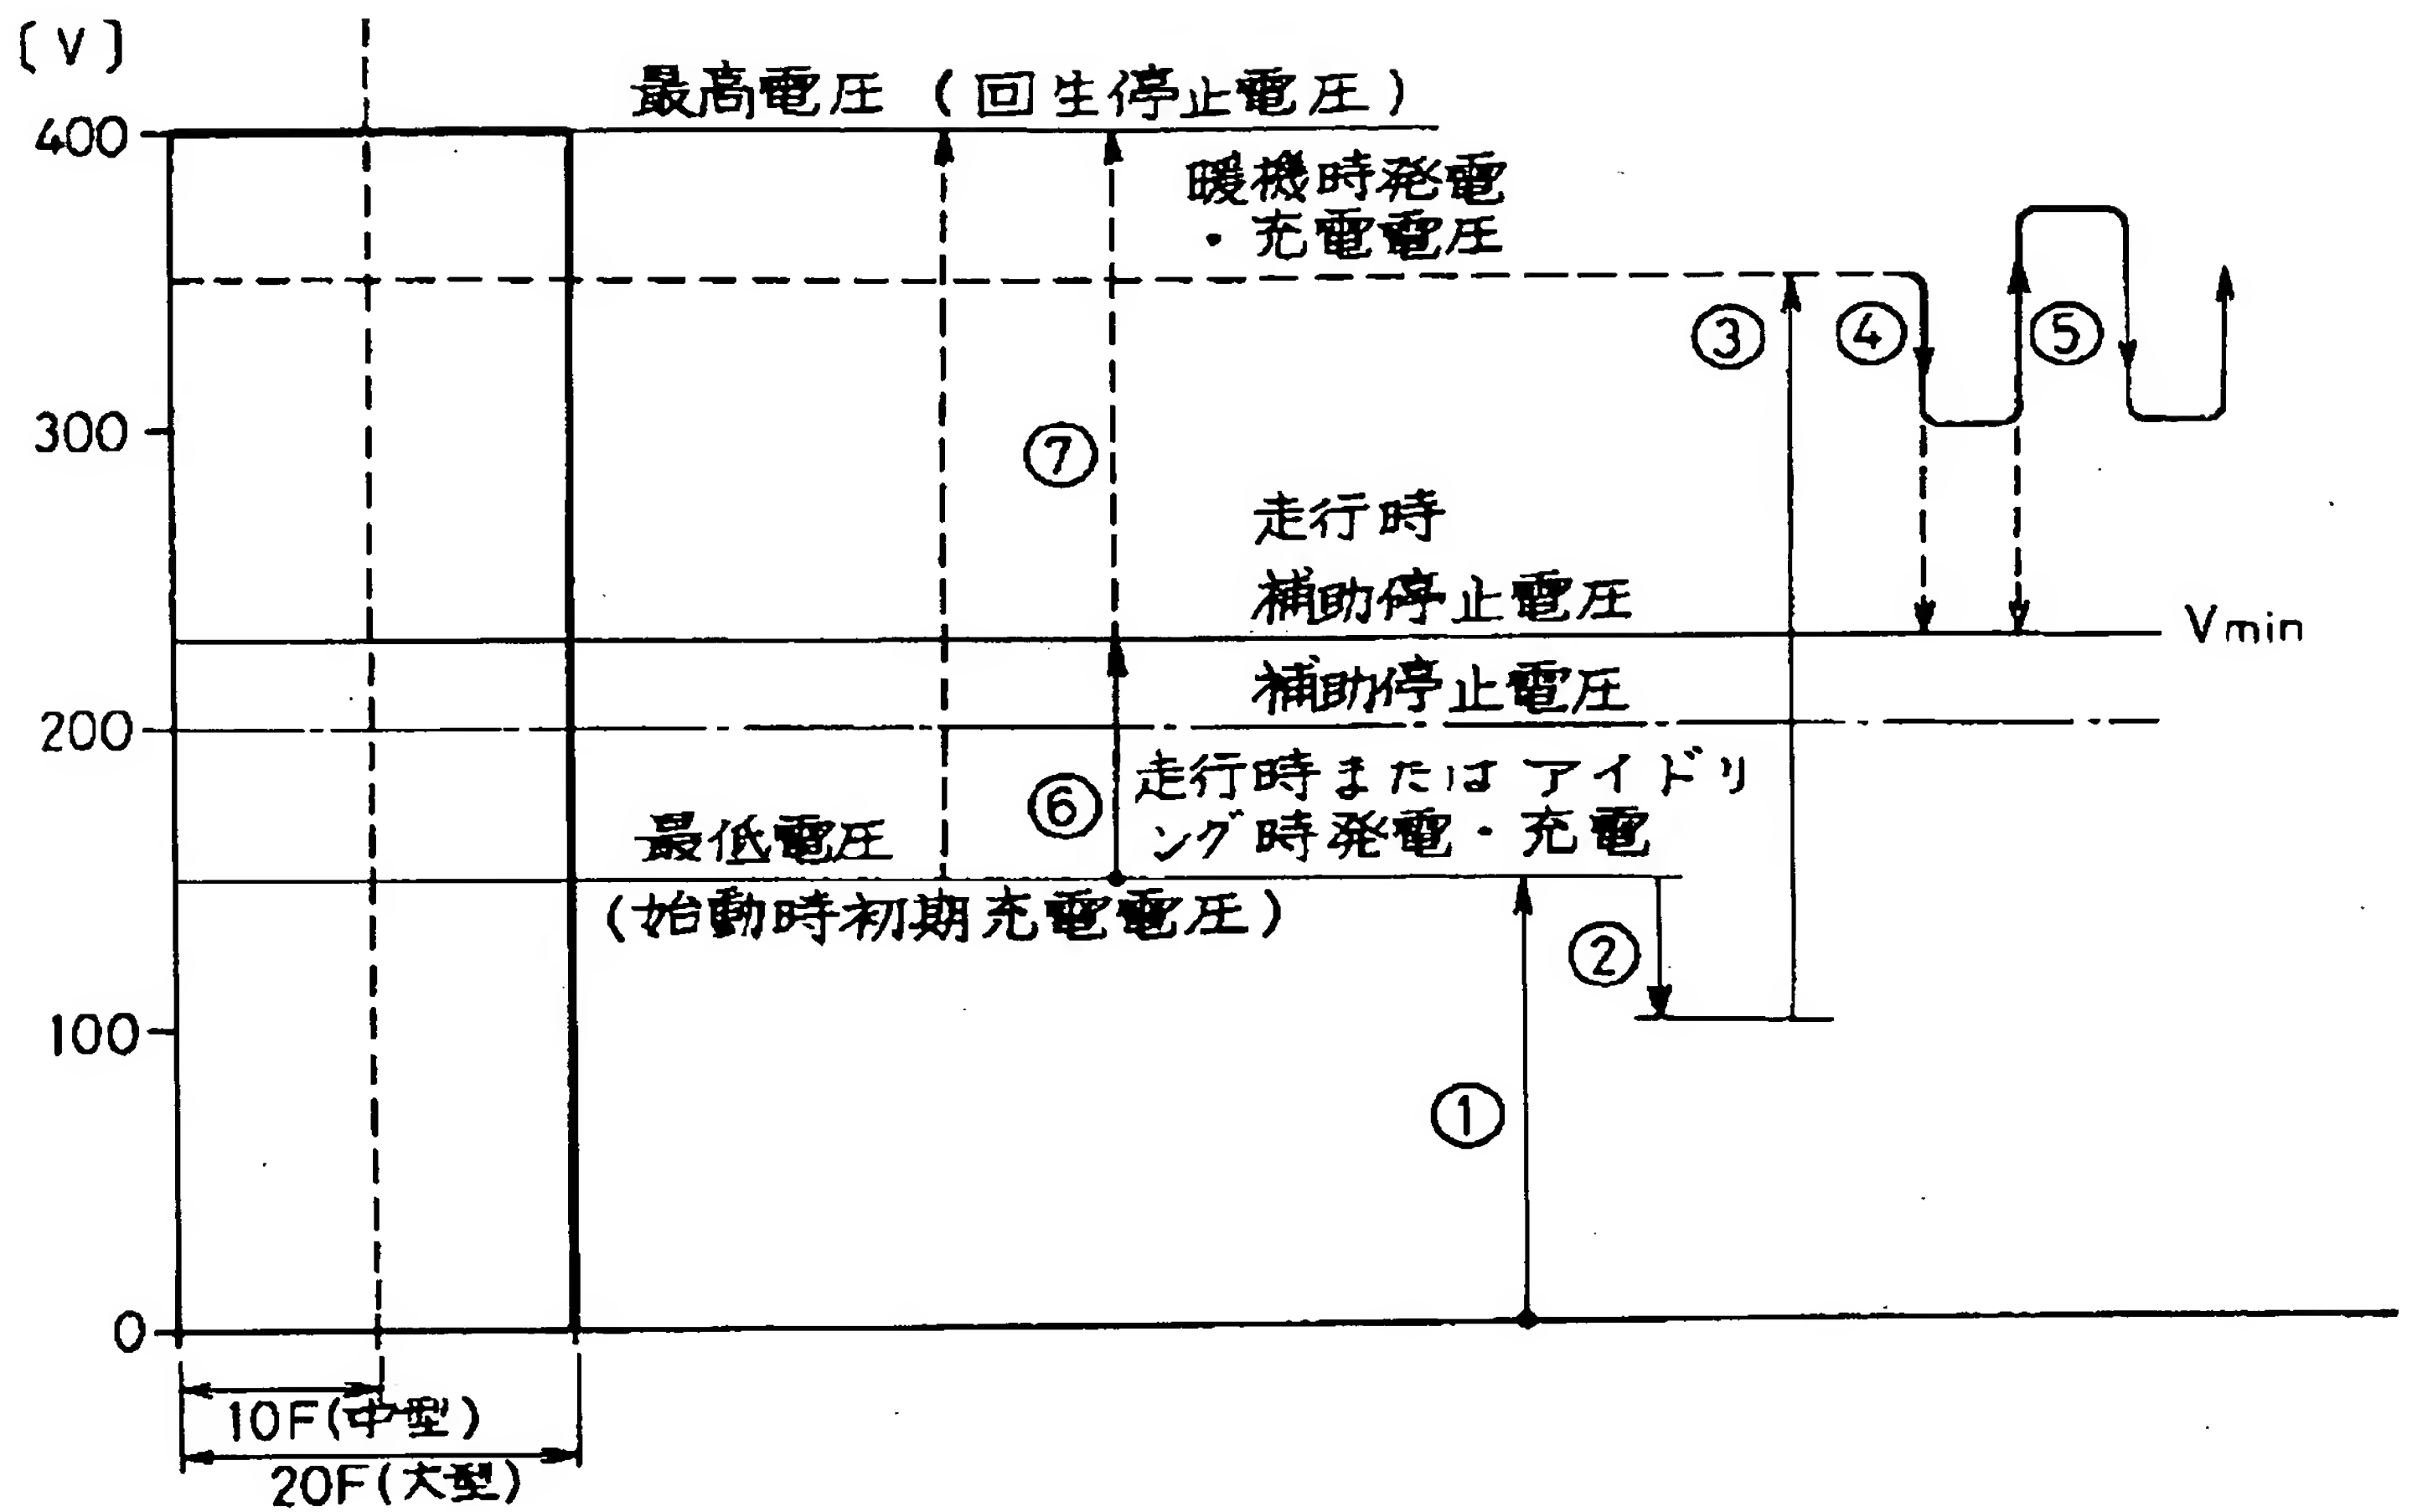 〔V〕
400
300
200
100
0
最高電圧（回生停止電圧）
暖機時発電
・充電電圧
③
④
⑤
⑦
走行時
補助停止電圧
Vmin
補助停止電圧
⑥
走行時またはアイドリ
ング時発電・充電
最低電圧
（始動時初期充電電圧）
②
①
10F(中型)
20F(大型)